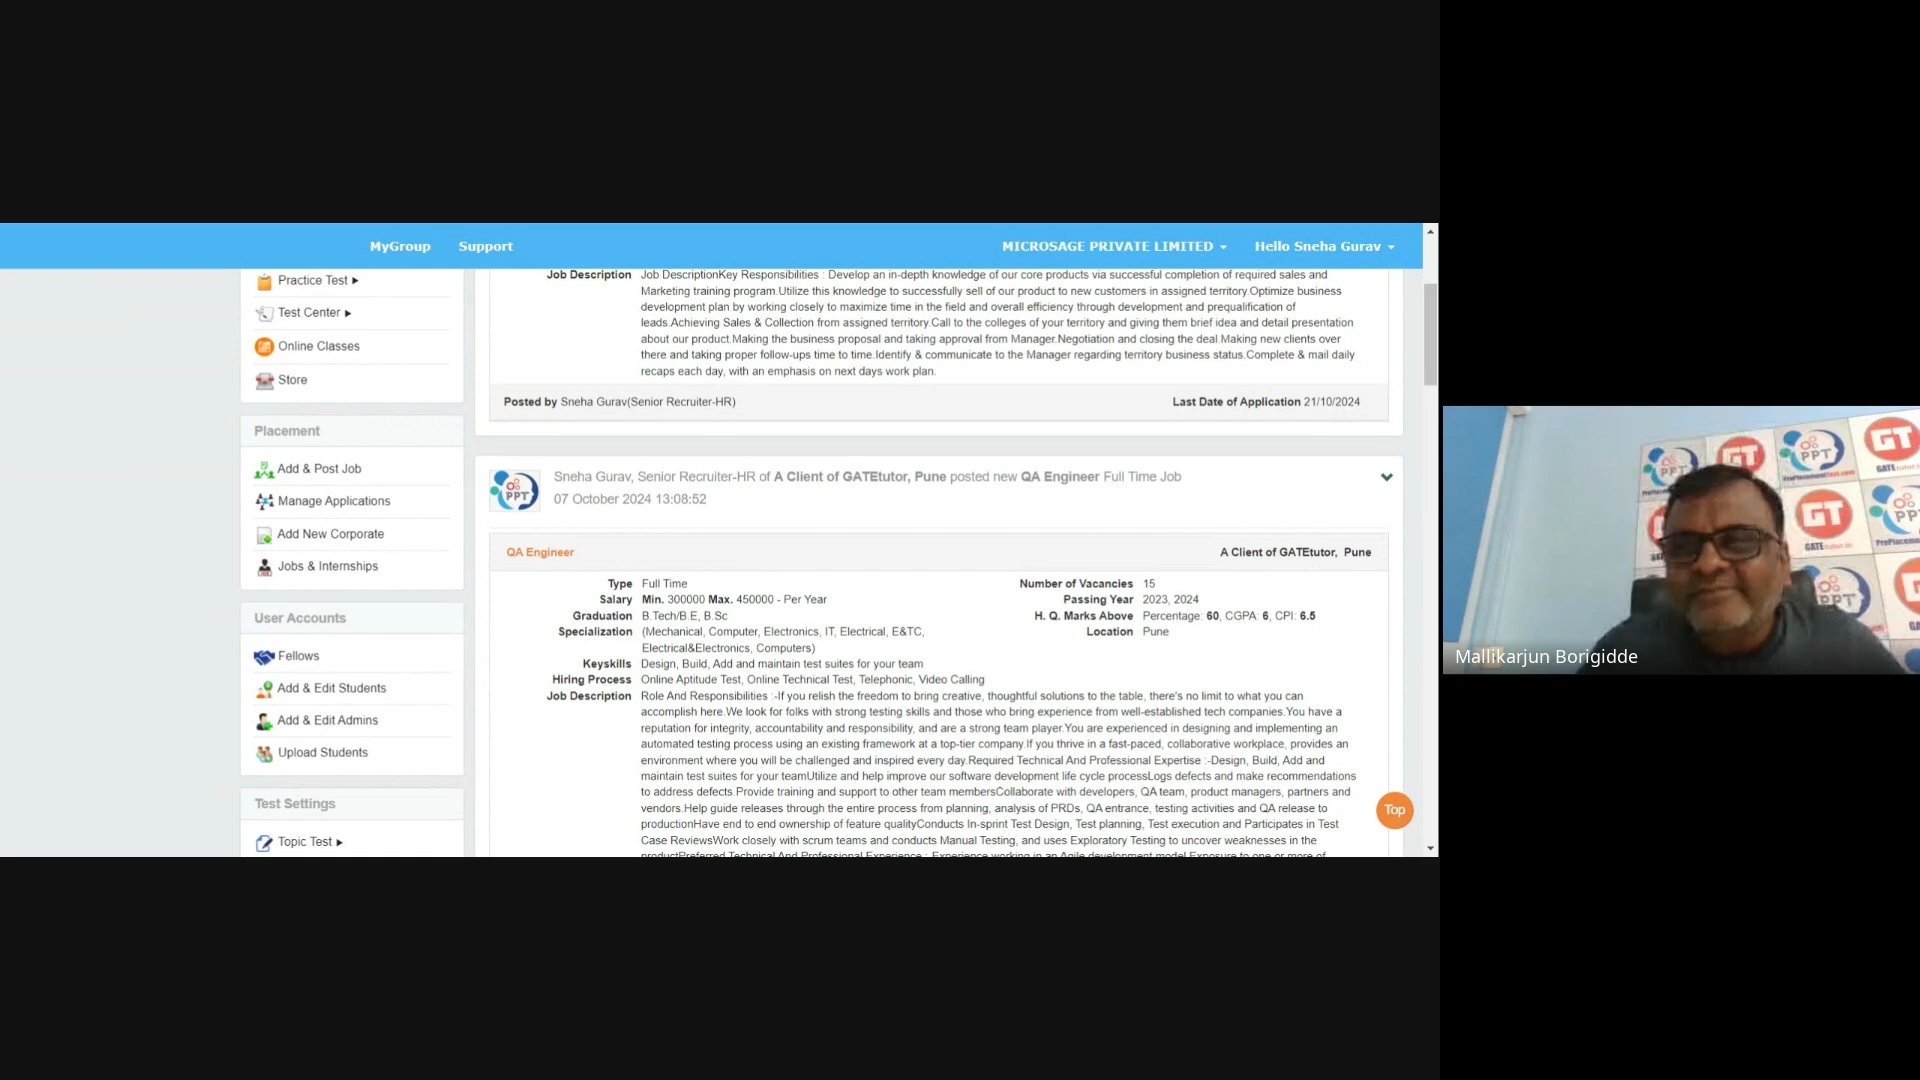 MyGroup Support MICROSAGE PRIVATE LIMITED Hello Sneha Gurav
Practice Test
Test Center
Online Classes
Store
Placement
Add & Post Job
Manage Applications
Add New Corporate
Jobs & Internships
User Accounts
Fellows
Add & Edit Students
Add & Edit Admins
Upload Students
Test Settings
Topic Test
Job Description Job DescriptionKey Responsibilities : Develop an in-depth knowledge of our core products via successful completion of required sales and
Marketing training program.Utilize this knowledge to successfully sell of our product to new customers in assigned territory.Optimize business
development plan by working closely to maximize time in the field and overall efficiency through development and prequalification of
leads.Achieving Sales & Collection from assigned territory.Call to the colleges of your territory and giving them brief idea and detail presentation
about our product.Making the business proposal and taking approval from Manager.Negotiation and closing the deal.Making new clients over
there and taking proper follow-ups time to time.Identify & communicate to the Manager regarding territory business status.Complete & mail daily
recaps each day, with an emphasis on next days work plan.
Posted by Sneha Gurav(Senior Recruiter-HR) Last Date of Application 21/10/2024
PPT
Sneha Gurav, Senior Recruiter-HR of A Client of GATEtutor, Pune posted new QA Engineer Full Time Job
07 October 2024 13:08:52
QA Engineer A Client of GATEtutor, Pune
Type Full Time Number of Vacancies 15
Salary Min. 300000 Max. 450000 - Per Year Passing Year 2023, 2024
Graduation B.Tech/B.E, B.Sc H. Q. Marks Above Percentage: 60, CGPA: 6, CPI: 6.5
Specialization (Mechanical, Computer, Electronics, IT, Electrical, E&TC, Location Pune
Electrical&Electronics, Computers)
Keyskills Design, Build, Add and maintain test suites for your team
Hiring Process Online Aptitude Test, Online Technical Test, Telephonic, Video Calling
Job Description Role And Responsibilities :-If you relish the freedom to bring creative, thoughtful solutions to the table, there's no limit to what you can
accomplish here.We look for folks with strong testing skills and those who bring experience from well-established tech companies.You have a
reputation for integrity, accountability and responsibility, and are a strong team player.You are experienced in designing and implementing an
automated testing process using an existing framework at a top-tier company.If you thrive in a fast-paced, collaborative workplace, provides an
environment where you will be challenged and inspired every day.Required Technical And Professional Expertise :-Design, Build, Add and
maintain test suites for your teamUtilize and help improve our software development life cycle processLogs defects and make recommendations
to address defects.Provide training and support to other team membersCollaborate with developers, QA team, product managers, partners and
vendors.Help guide releases through the entire process from planning, analysis of PRDs, QA entrance, testing activities and QA release to
productionHave end to end ownership of feature qualityConducts In-sprint Test Design, Test planning, Test execution and Participates in Test
Case ReviewsWork closely with scrum teams and conducts Manual Testing, and uses Exploratory Testing to uncover weaknesses in the
productPreferred Technical And Professional Experience : Experience working in an Agile development model.Exposure to one or more of
Top
GT
PPT
GT
PPT
Mallikarjun Borigidde